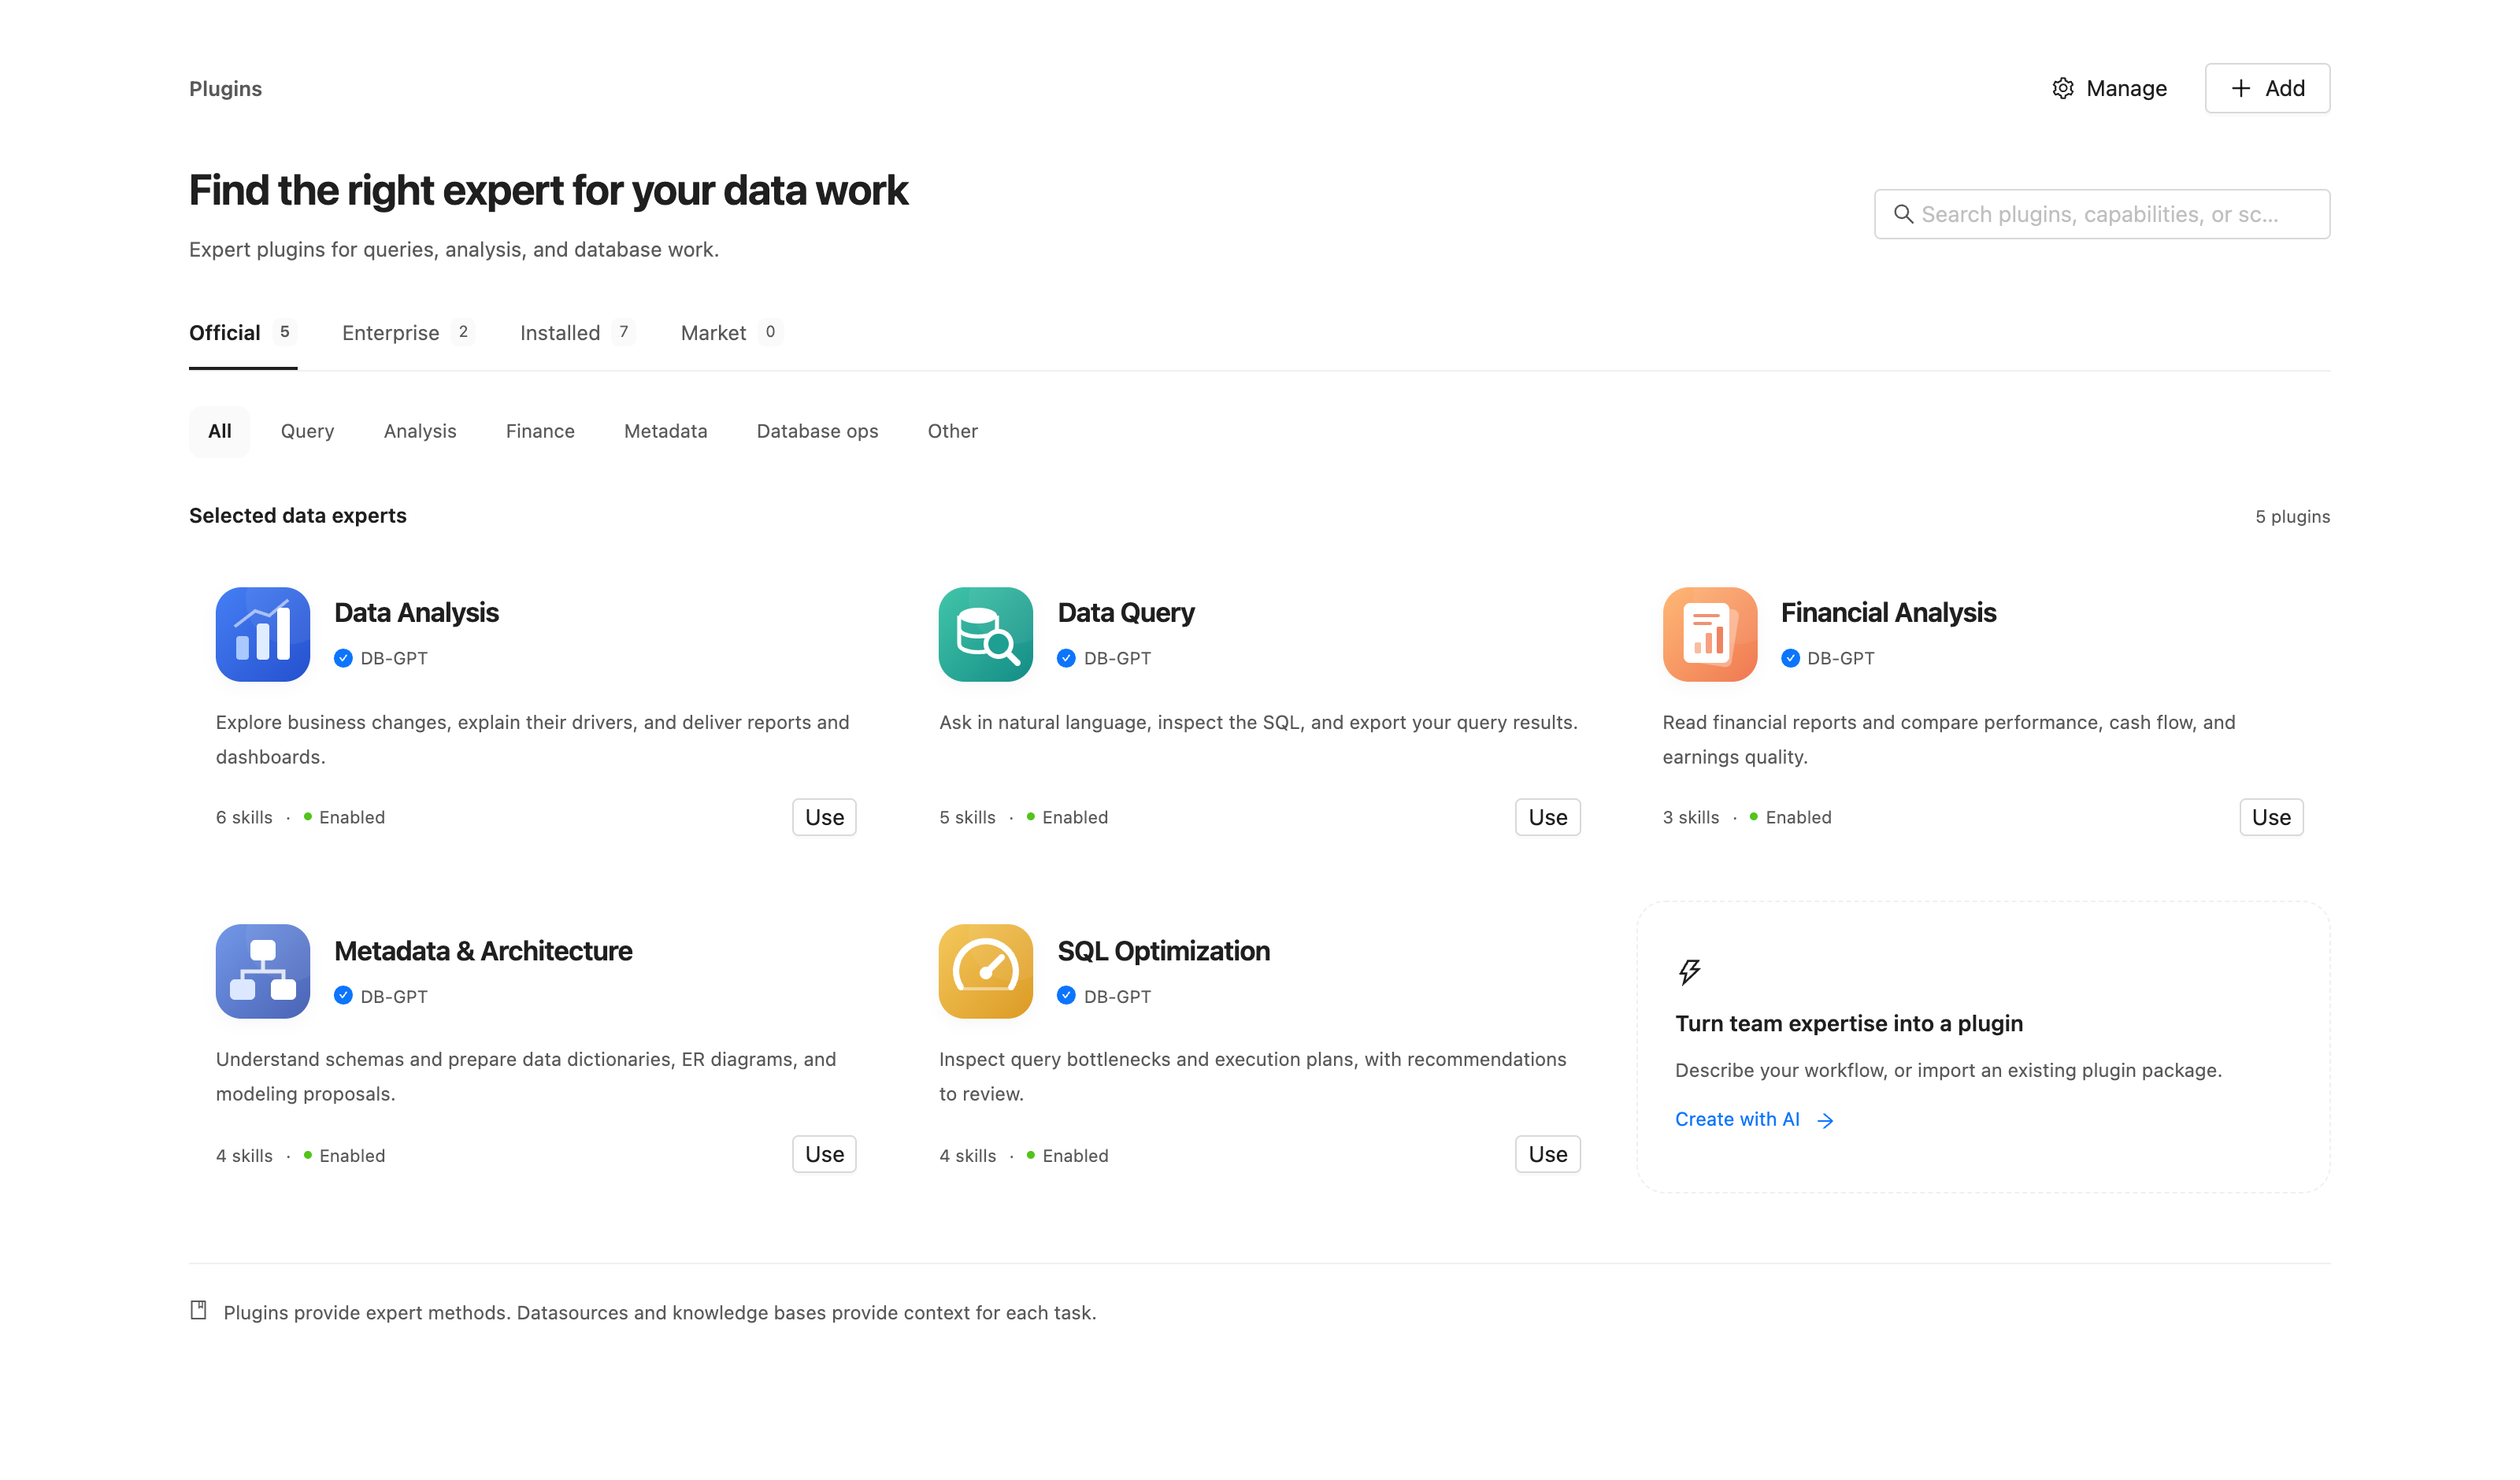 Plugins
Manage
Add
Find the right expert for your data work
Search plugins, capabilities, or sc...
Expert plugins for queries, analysis, and database work.
Official 5 Enterprise 2 Installed 7 Market 0
All Query Analysis Finance Metadata Database ops Other
Selected data experts
5 plugins
Data Analysis
DB-GPT
Explore business changes, explain their drivers, and deliver reports and
dashboards.
6 skills · Enabled
Use
Data Query
DB-GPT
Ask in natural language, inspect the SQL, and export your query results.
5 skills · Enabled
Use
Financial Analysis
DB-GPT
Read financial reports and compare performance, cash flow, and
earnings quality.
3 skills · Enabled
Use
Metadata & Architecture
DB-GPT
Understand schemas and prepare data dictionaries, ER diagrams, and
modeling proposals.
4 skills · Enabled
Use
SQL Optimization
DB-GPT
Inspect query bottlenecks and execution plans, with recommendations
to review.
4 skills · Enabled
Use
Turn team expertise into a plugin
Describe your workflow, or import an existing plugin package.
Create with AI →
Plugins provide expert methods. Datasources and knowledge bases provide context for each task.